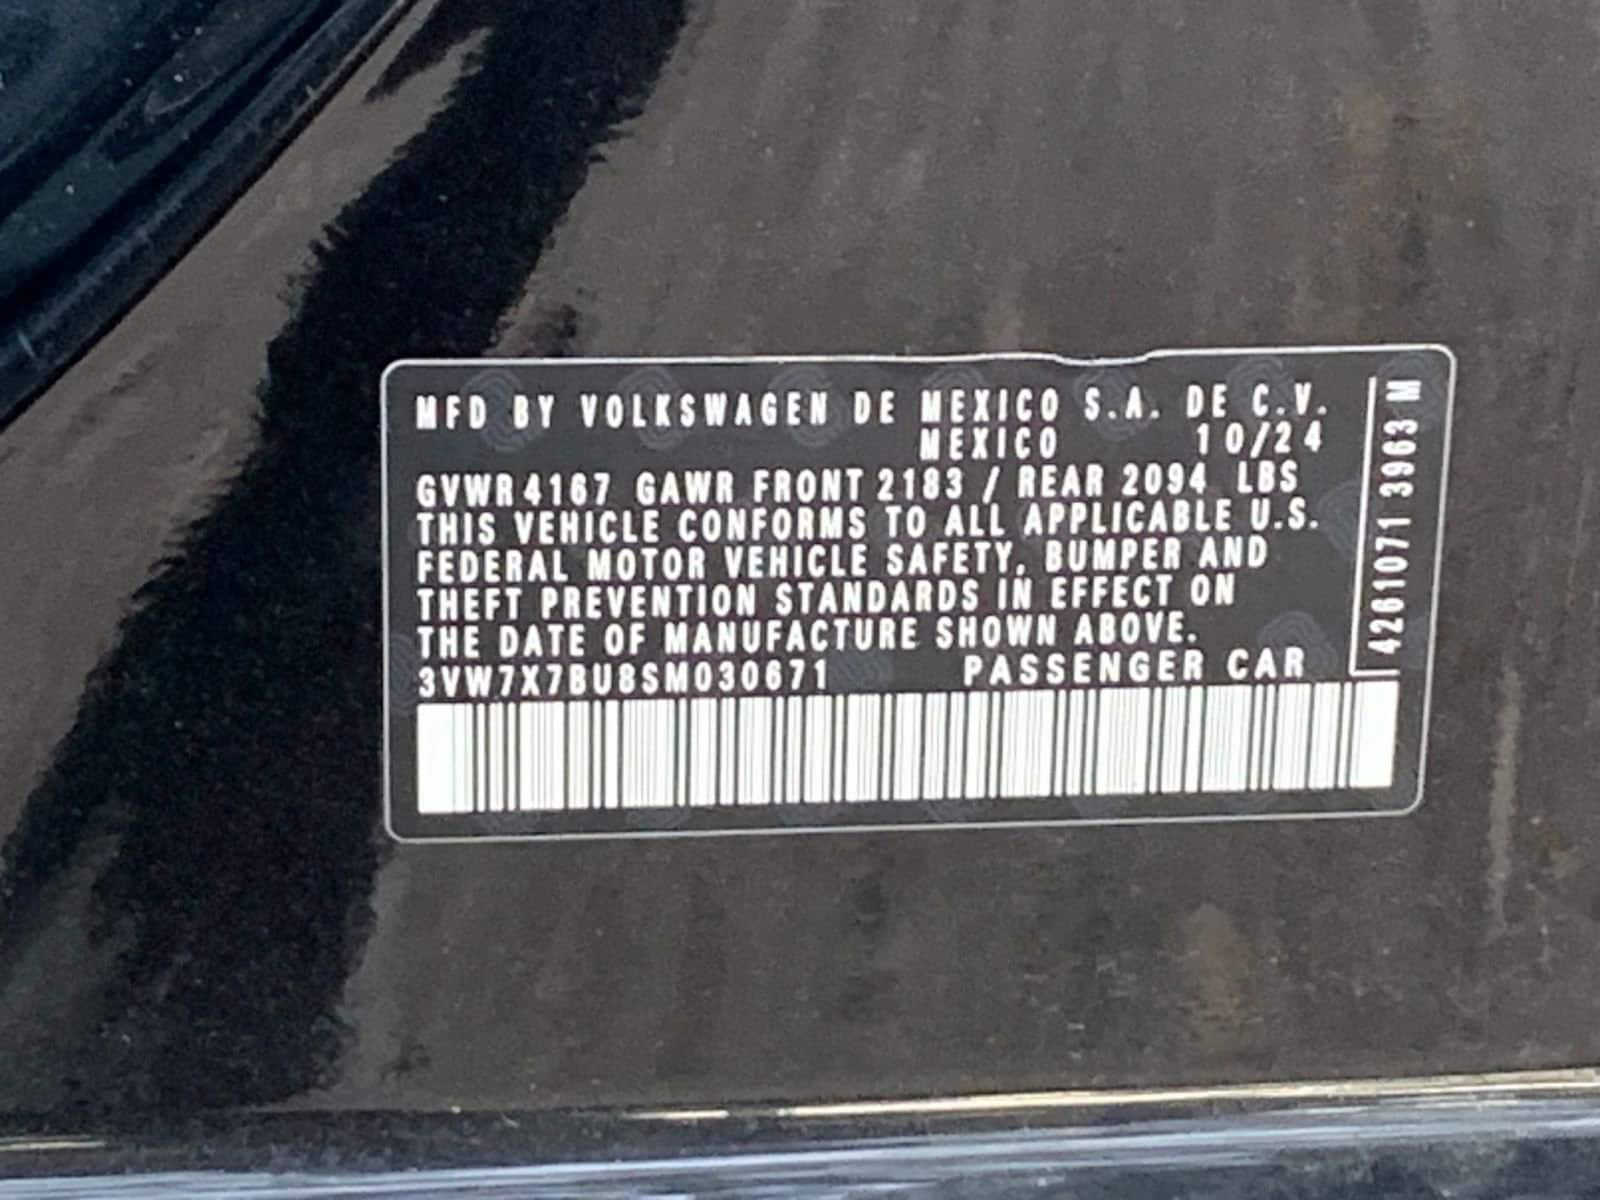 MFD BY VOLKSWAGEN DE MEXICO S.A. DE C.V.
MEXICO 10/24
GVWR 4167 GAWR FRONT 2183 / REAR 2094 LBS
THIS VEHICLE CONFORMS TO ALL APPLICABLE U.S.
FEDERAL MOTOR VEHICLE SAFETY, BUMPER AND
THEFT PREVENTION STANDARDS IN EFFECT ON
THE DATE OF MANUFACTURE SHOWN ABOVE.
3VW7X7BU8SM030671 PASSENGER CAR
4261071 3963 M